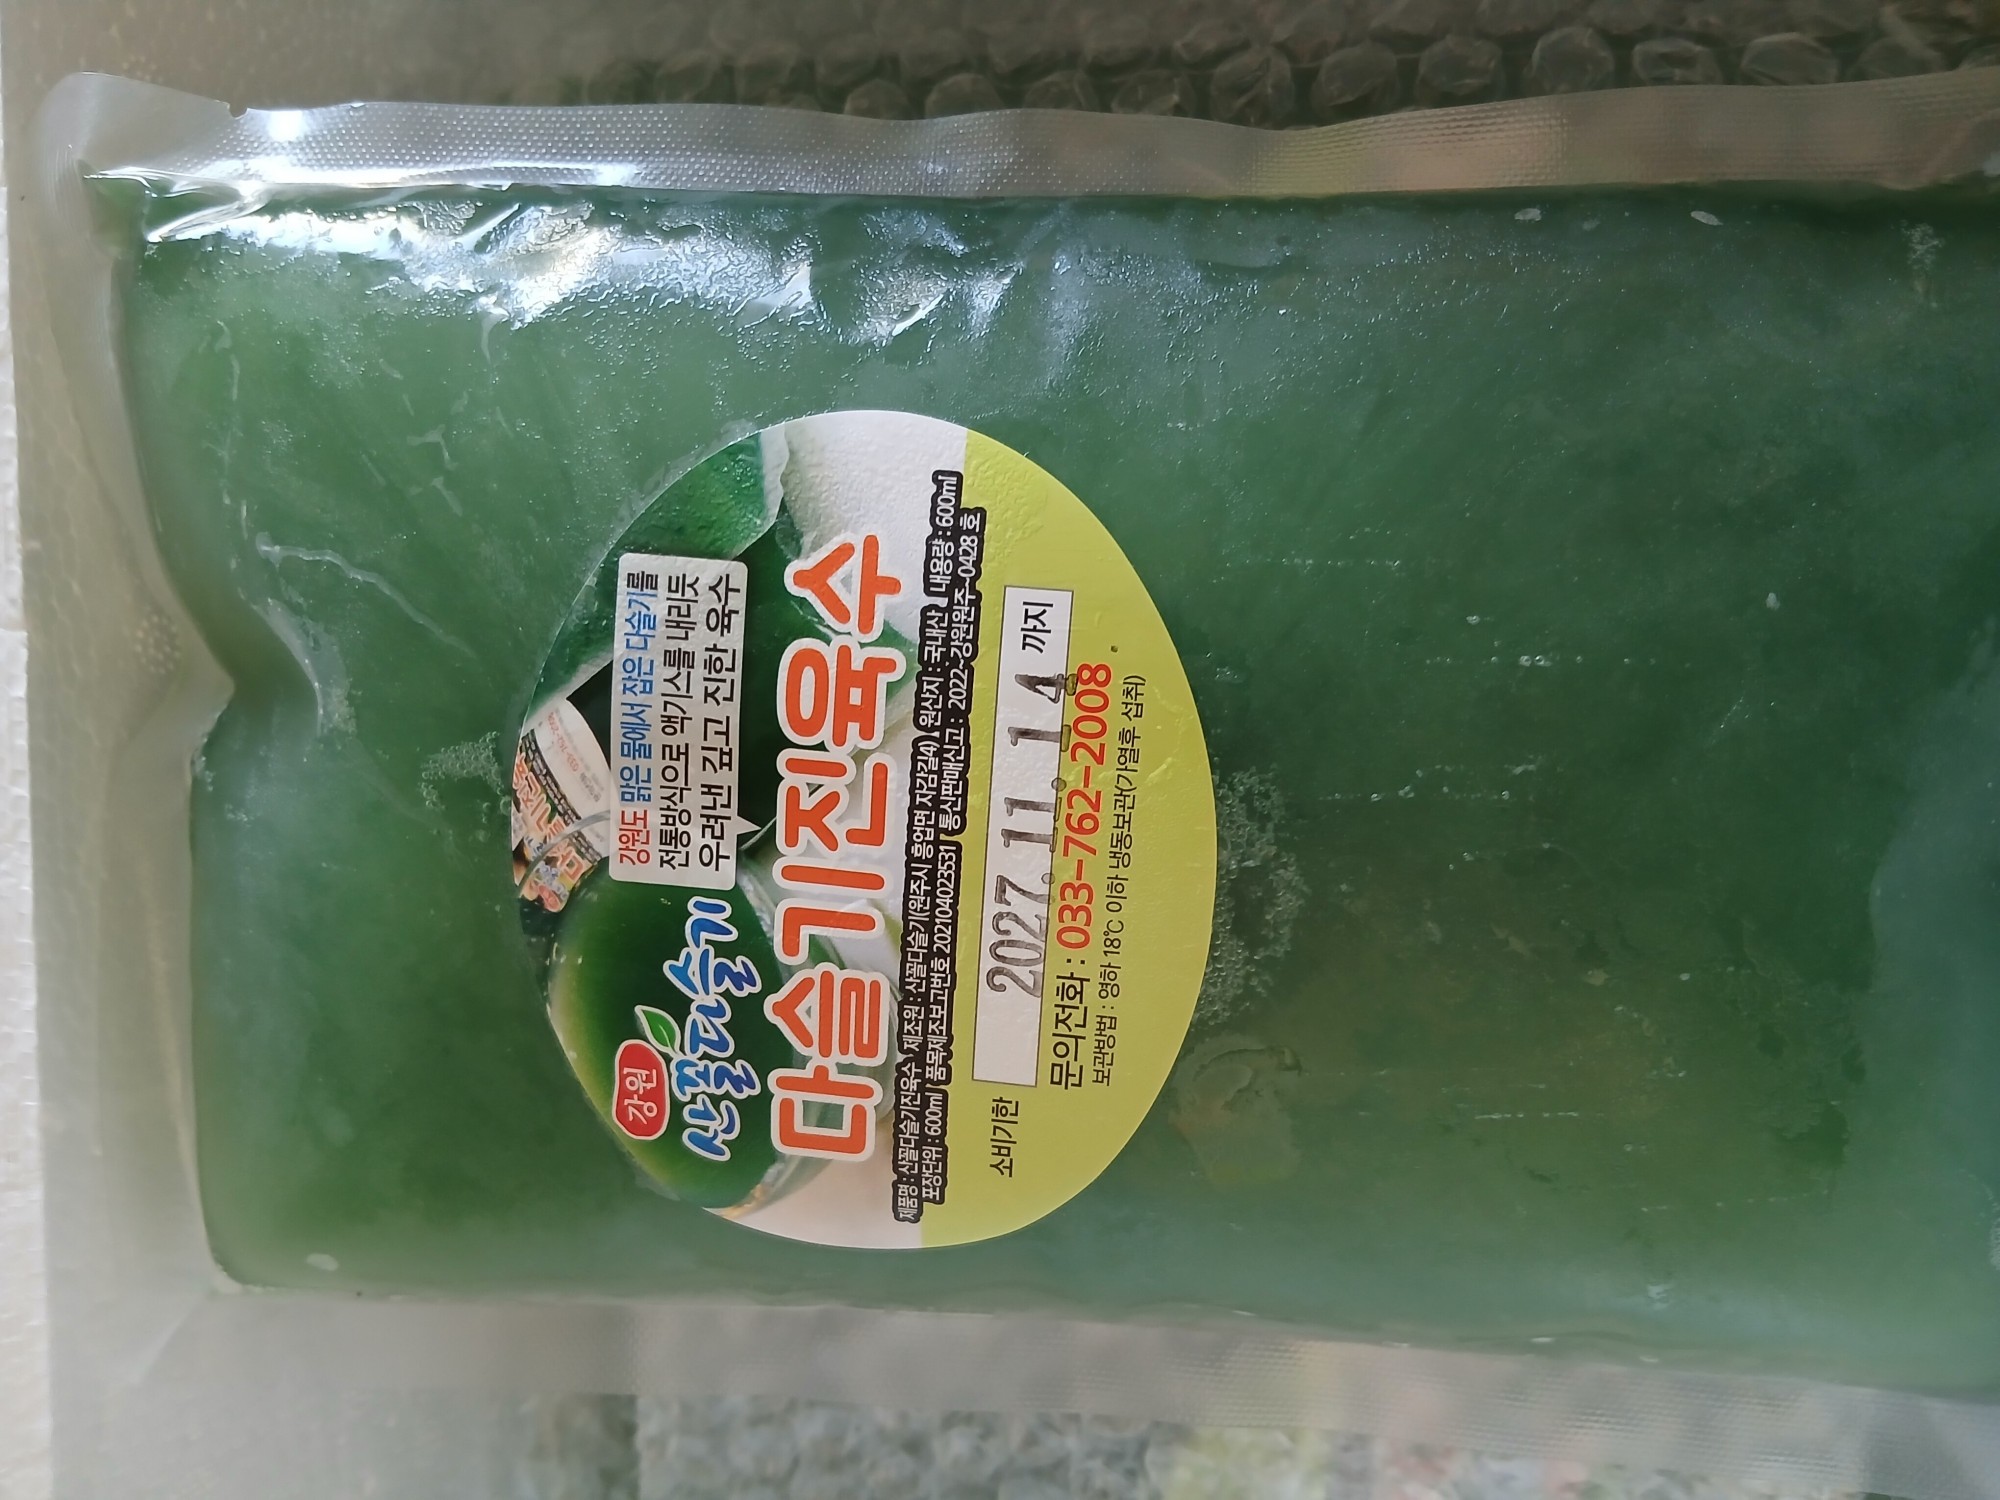 강원
산골다슬기
강원도 맑은 물에서 잡은 다슬기를
전통방식으로 액기스를 내리듯
우려낸 깊고 진한 육수
다슬기진육수
제품명 : 산골다슬기진육수 제조원 : 산골다슬기(원주시 흥업면 자감길4) 원산지 : 국내산 내용량 : 600ml
포장단위 : 600ml / 품목제조보고번호 202104023531 통신판매신고 : 2022-강원원주-0428호
소비기한 2027.11.14 까지
문의전화 : 033-762-2008
보관방법 : 영하 18℃ 이하 냉동보관(가열후 섭취)